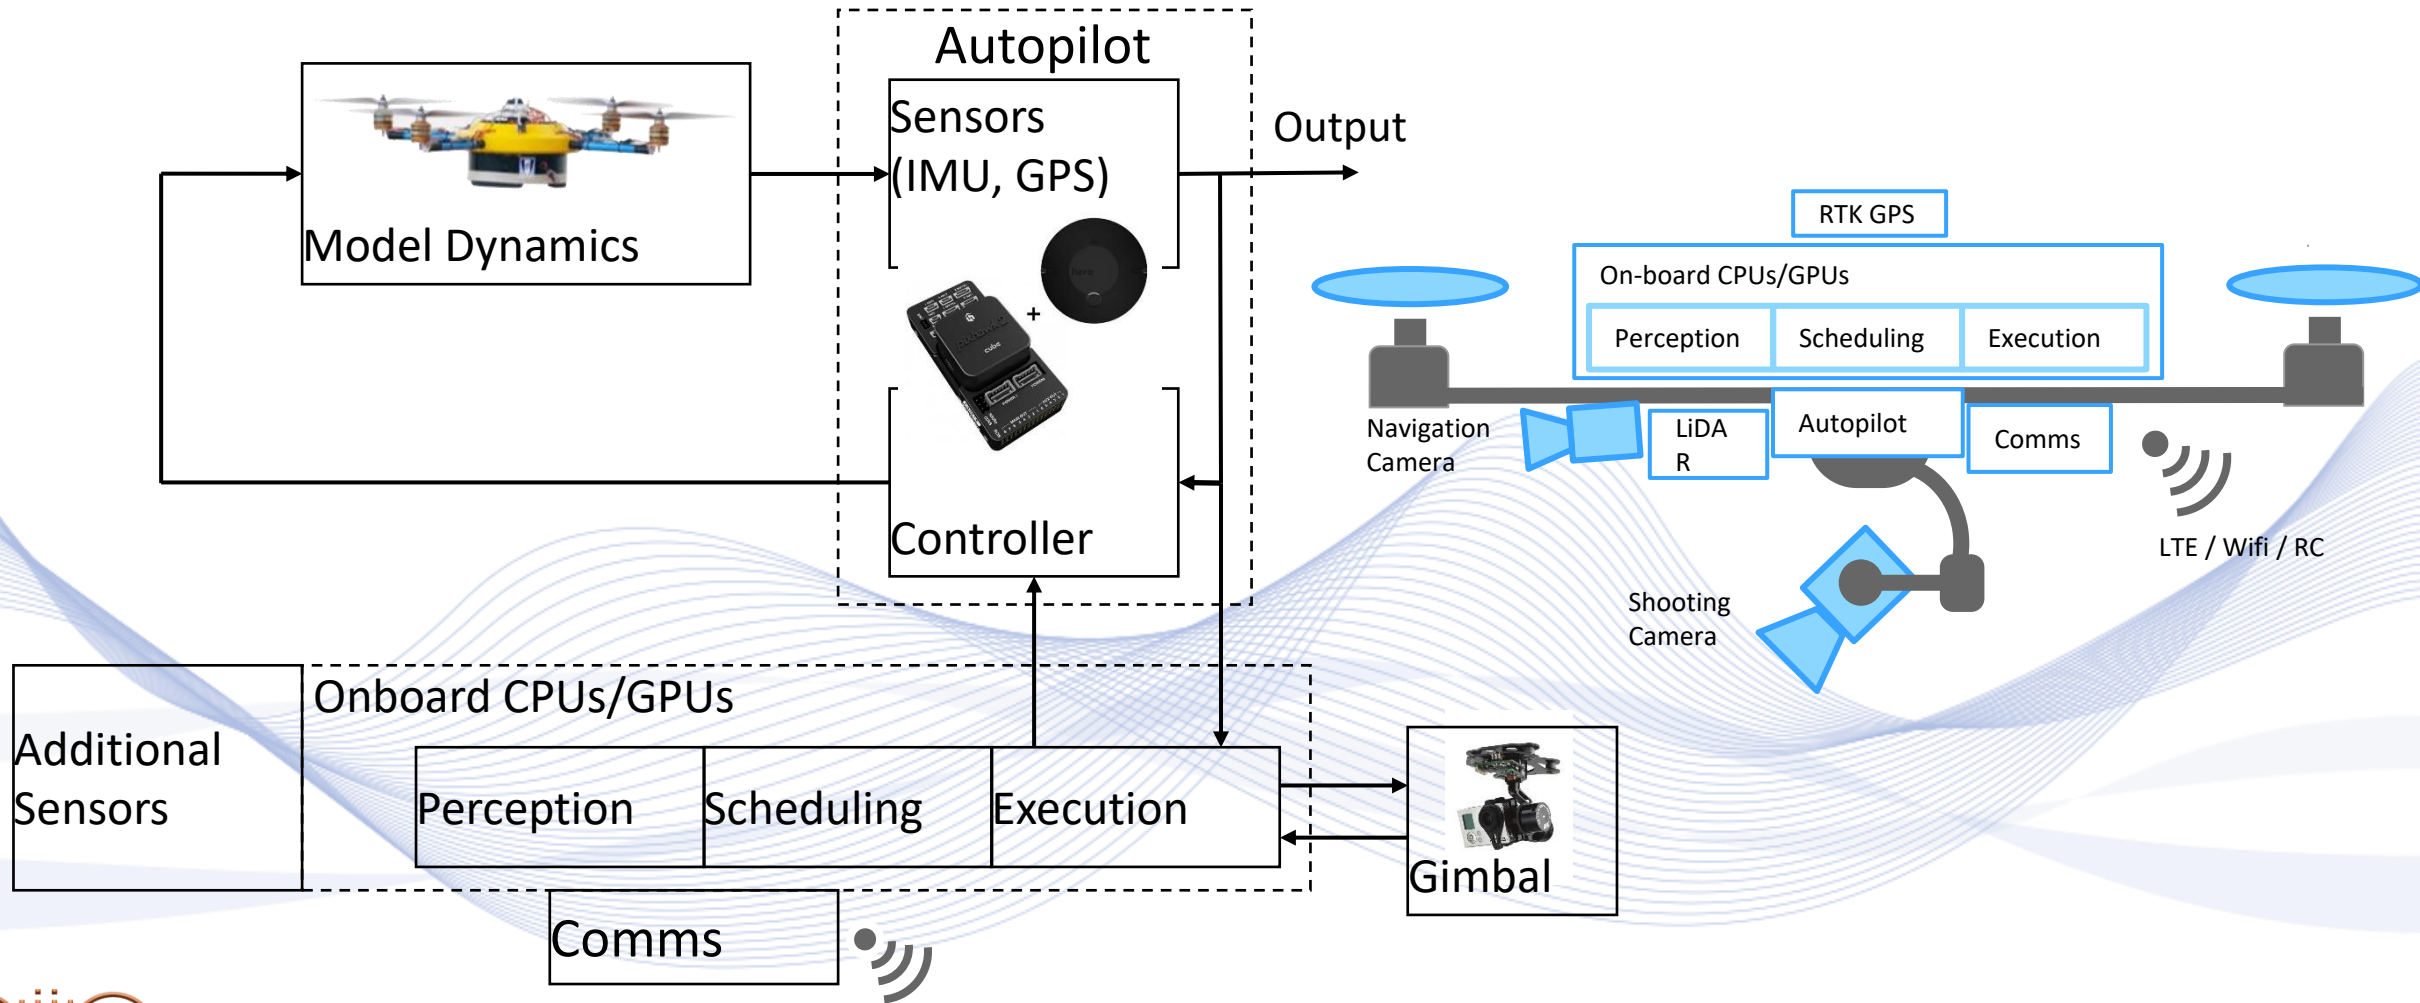 Autopilot
Sensors
(IMU, GPS)
Output
Model Dynamics
+
cube
Controller
Onboard CPUs/GPUs
Additional
Sensors
Perception
Scheduling
Execution
Gimbal
Comms
RTK GPS
On-board CPUs/GPUs
Perception
Scheduling
Execution
Navigation
Camera
LiDA
R
Autopilot
Comms
LTE / Wifi / RC
Shooting
Camera